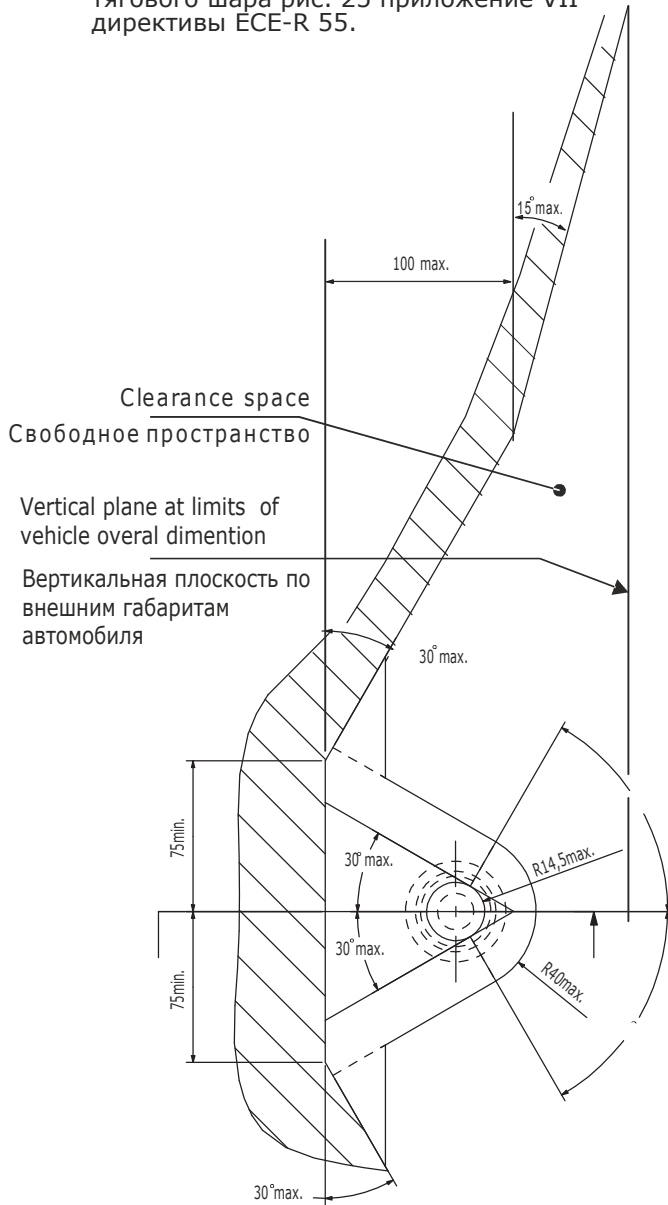 тягового шара рис. 25 приложение VII
директивы ECE-R 55.
15°max.
100 max.
Clearance space
Свободное пространство
Vertical plane at limits of
vehicle overal dimention
Вертикальная плоскость по
внешним габаритам
автомобиля
30°max.
75min.
30°max.
R14,5max.
30°max.
75min.
R40max.
30°max.